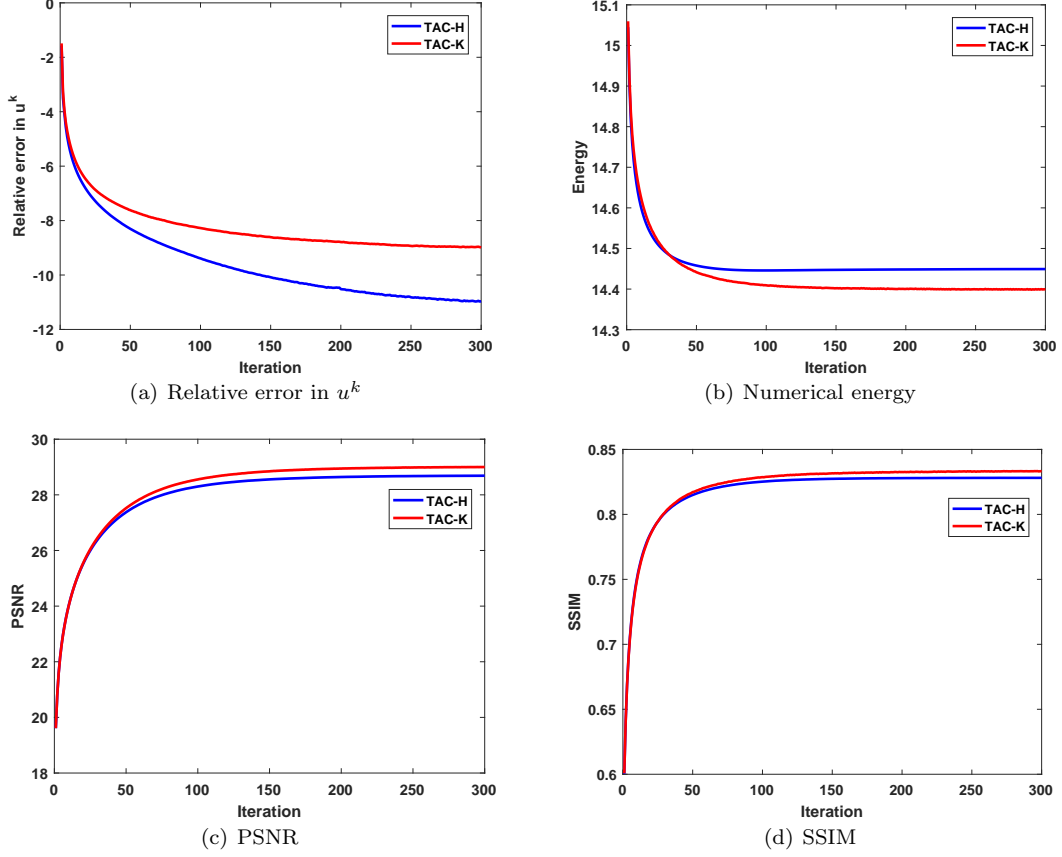 0
-2
-4
-6
-8
-10
-12
Relative error in u^k
TAC-H
TAC-K
0 50 100 150 200 250 300
Iteration
(a) Relative error in u^k
15.1
15
14.9
14.8
14.7
14.6
14.5
14.4
14.3
Energy
TAC-H
TAC-K
0 50 100 150 200 250 300
Iteration
(b) Numerical energy
30
28
26
24
22
20
18
PSNR
TAC-H
TAC-K
0 50 100 150 200 250 300
Iteration
(c) PSNR
0.85
0.8
0.75
0.7
0.65
0.6
SSIM
TAC-H
TAC-K
0 50 100 150 200 250 300
Iteration
(d) SSIM